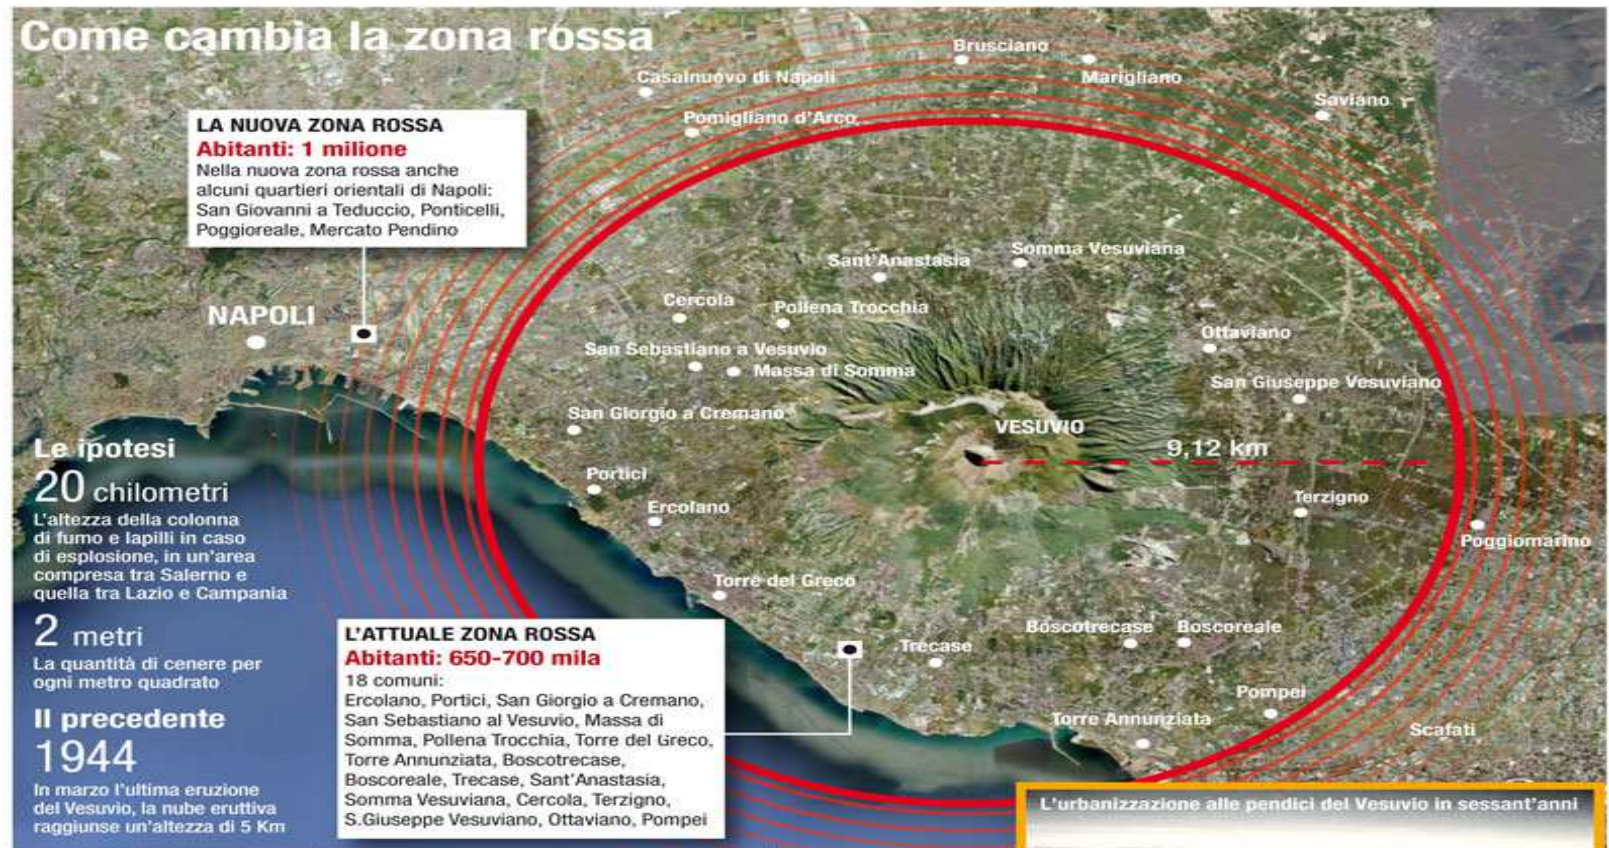 Come cambia la zona rossa
Brusciano
Marigliano
Casalnuovo di Napoli
Saviano
Pomigliano d'Arco
LA NUOVA ZONA ROSSA
Abitanti: 1 milione
Nella nuova zona rossa anche
alcuni quartieri orientali di Napoli:
San Giovanni a Teduccio, Ponticelli,
Poggioreale, Mercato Pendino
Somma Vesuviana
Sant'Anastasia
Cercola
Pollena Trocchia
NAPOLI
Ottaviano
San Sebastiano a Vesuvio
Massa di Somma
San Giuseppe Vesuviano
San Giorgio a Cremano
VESUVIO
9,12 km
Portici
Terzigno
Ercolano
Poggiomarino
Torre del Greco
Boscotrecase
Boscoreale
Trecase
Pompei
Torre Annunziata
Scafati
Le ipotesi
20 chilometri
L'altezza della colonna
di fumo e lapilli in caso
di esplosione, in un'area
compresa tra Salerno e
quella tra Lazio e Campania
2 metri
La quantità di cenere per
ogni metro quadrato
Il precedente
1944
In marzo l'ultima eruzione
del Vesuvio, la nube eruttiva
raggiunse un'altezza di 5 Km
L'ATTUALE ZONA ROSSA
Abitanti: 650-700 mila
18 comuni:
Ercolano, Portici, San Giorgio a Cremano,
San Sebastiano al Vesuvio, Massa di
Somma, Pollena Trocchia, Torre del Greco,
Torre Annunziata, Boscotrecase,
Boscoreale, Trecase, Sant'Anastasia,
Somma Vesuviana, Cercola, Terzigno,
S.Giuseppe Vesuviano, Ottaviano, Pompei
L'urbanizzazione alle pendici del Vesuvio in sessant'anni